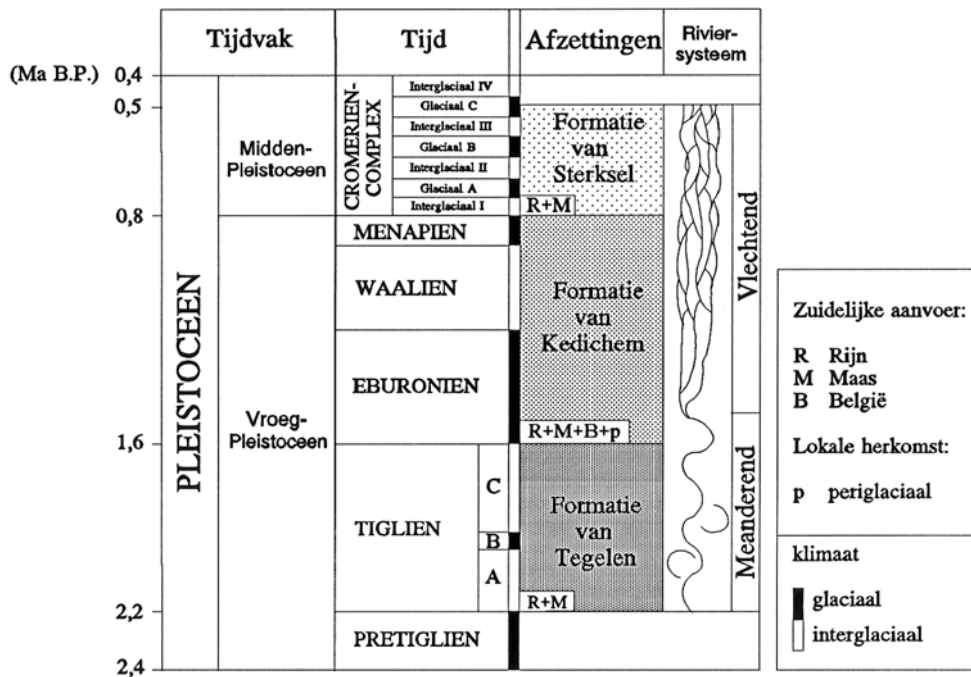 Tijdvak
Tijd
Afzettingen
Rivier-
systeem
(Ma B.P.)
0,4
0,5
0,8
1,6
2,2
2,4
PLEISTOCEEN
Midden-
Pleistoceen
Vroeg-
Pleistoceen
CROMERIEN-
COMPLEX
Interglaciaal IV
Glaciaal C
Interglaciaal III
Glaciaal B
Interglaciaal II
Glaciaal A
Interglaciaal I
MENAPIEN
WAALIEN
EBURONIEN
TIGLIEN
C
B
A
PRETIGLIEN
Formatie
van
Sterksel
R+M
Formatie
van
Kedichem
R+M+B+p
Formatie
van
Tegelen
R+M
Vlechtend
Meanderend
Zuidelijke aanvoer:
R Rijn
M Maas
B België
Lokale herkomst:
p periglaciaal
klimaat
glaciaal
interglaciaal